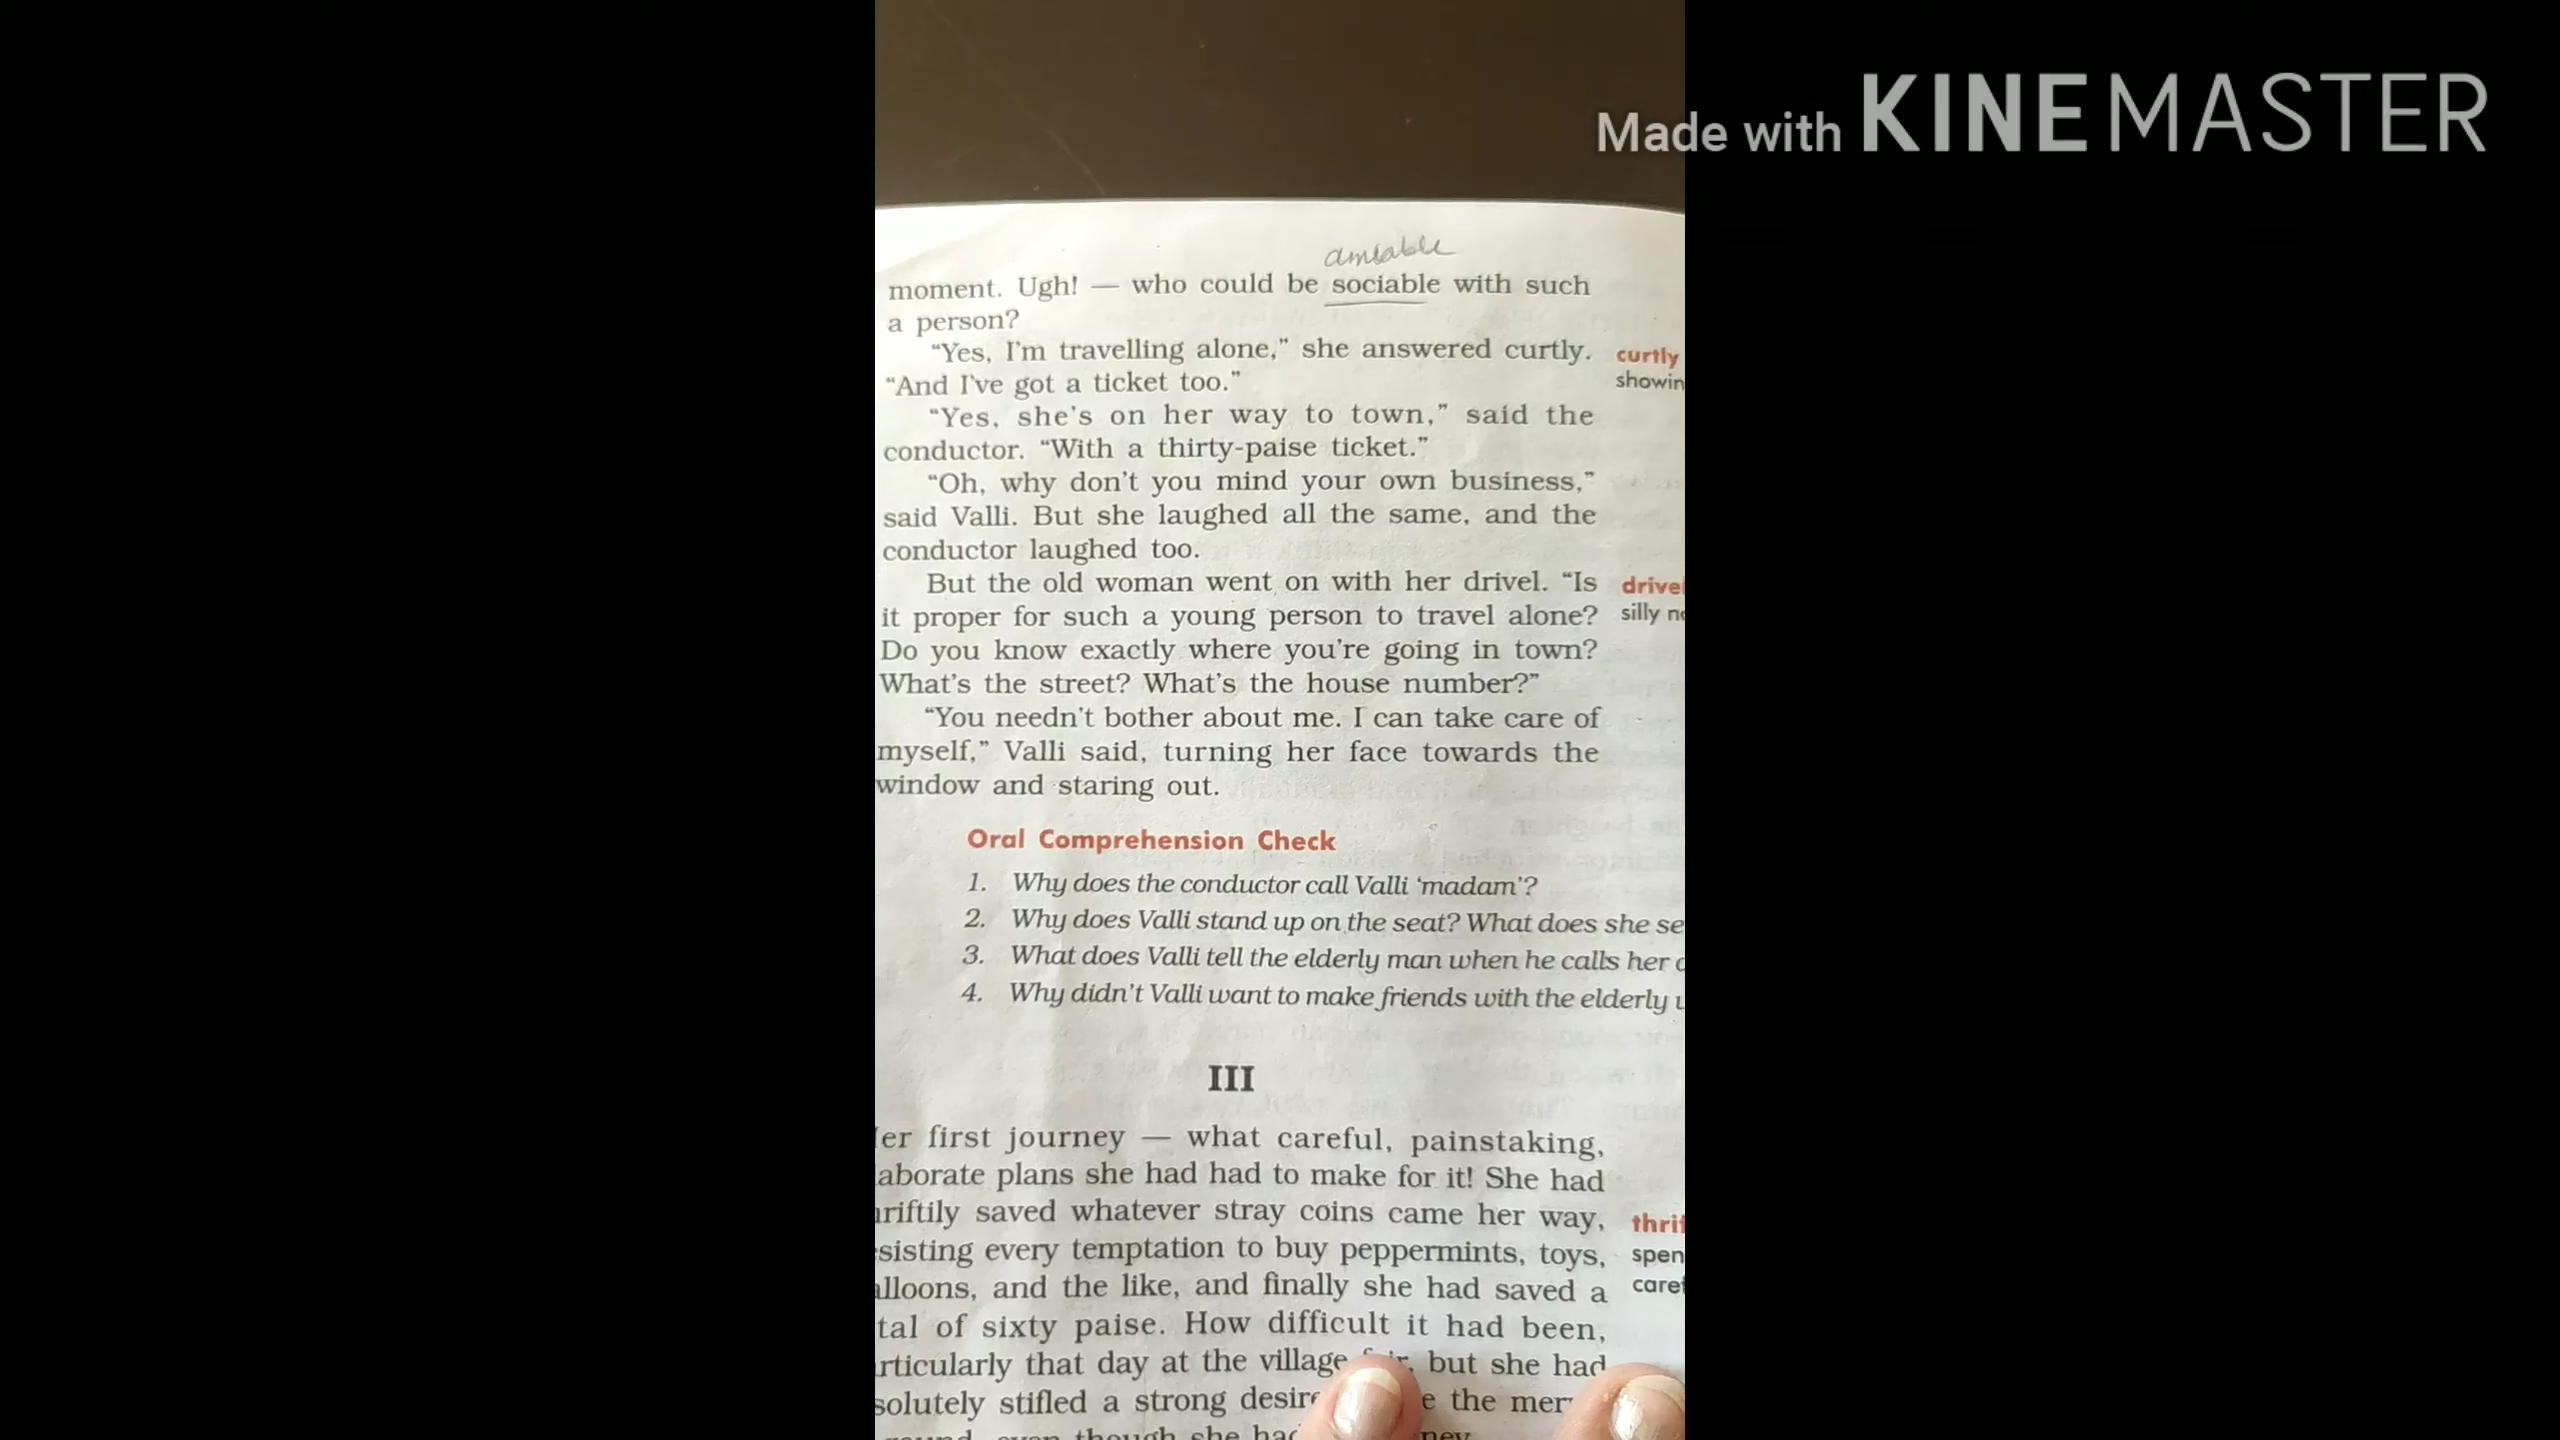 Made with KINEMASTER
amiable
moment. Ugh! — who could be sociable with such
a person?
“Yes, I'm travelling alone,” she answered curtly.
“And I've got a ticket too.”
curtly
“Yes, she's on her way to town,” said the
conductor. “With a thirty-paise ticket.”
“Oh, why don't you mind your own business,”
said Valli. But she laughed all the same, and the
conductor laughed too.
But the old woman went on with her drivel. “Is
it proper for such a young person to travel alone?
silly
Do you know exactly where you're going in town?
What's the street? What's the house number?”
“You needn't bother about me. I can take care of
myself,” Valli said, turning her face towards the
window and staring out.
Oral Comprehension Check
1. Why does the conductor call Valli ‘madam’?
2. Why does Valli stand up on the seat? What does she
3. What does Valli tell the elderly man when he calls her
4. Why didn't Valli want to make friends with the elderly
III
first journey — what careful, painstaking,
plans she had had to make for it! She had
saved whatever stray coins came her way,
every temptation to buy peppermints, toys,
and the like, and finally she had saved a
of sixty paise. How difficult it had been,
that day at the village but she had
stifled a strong the
even though she